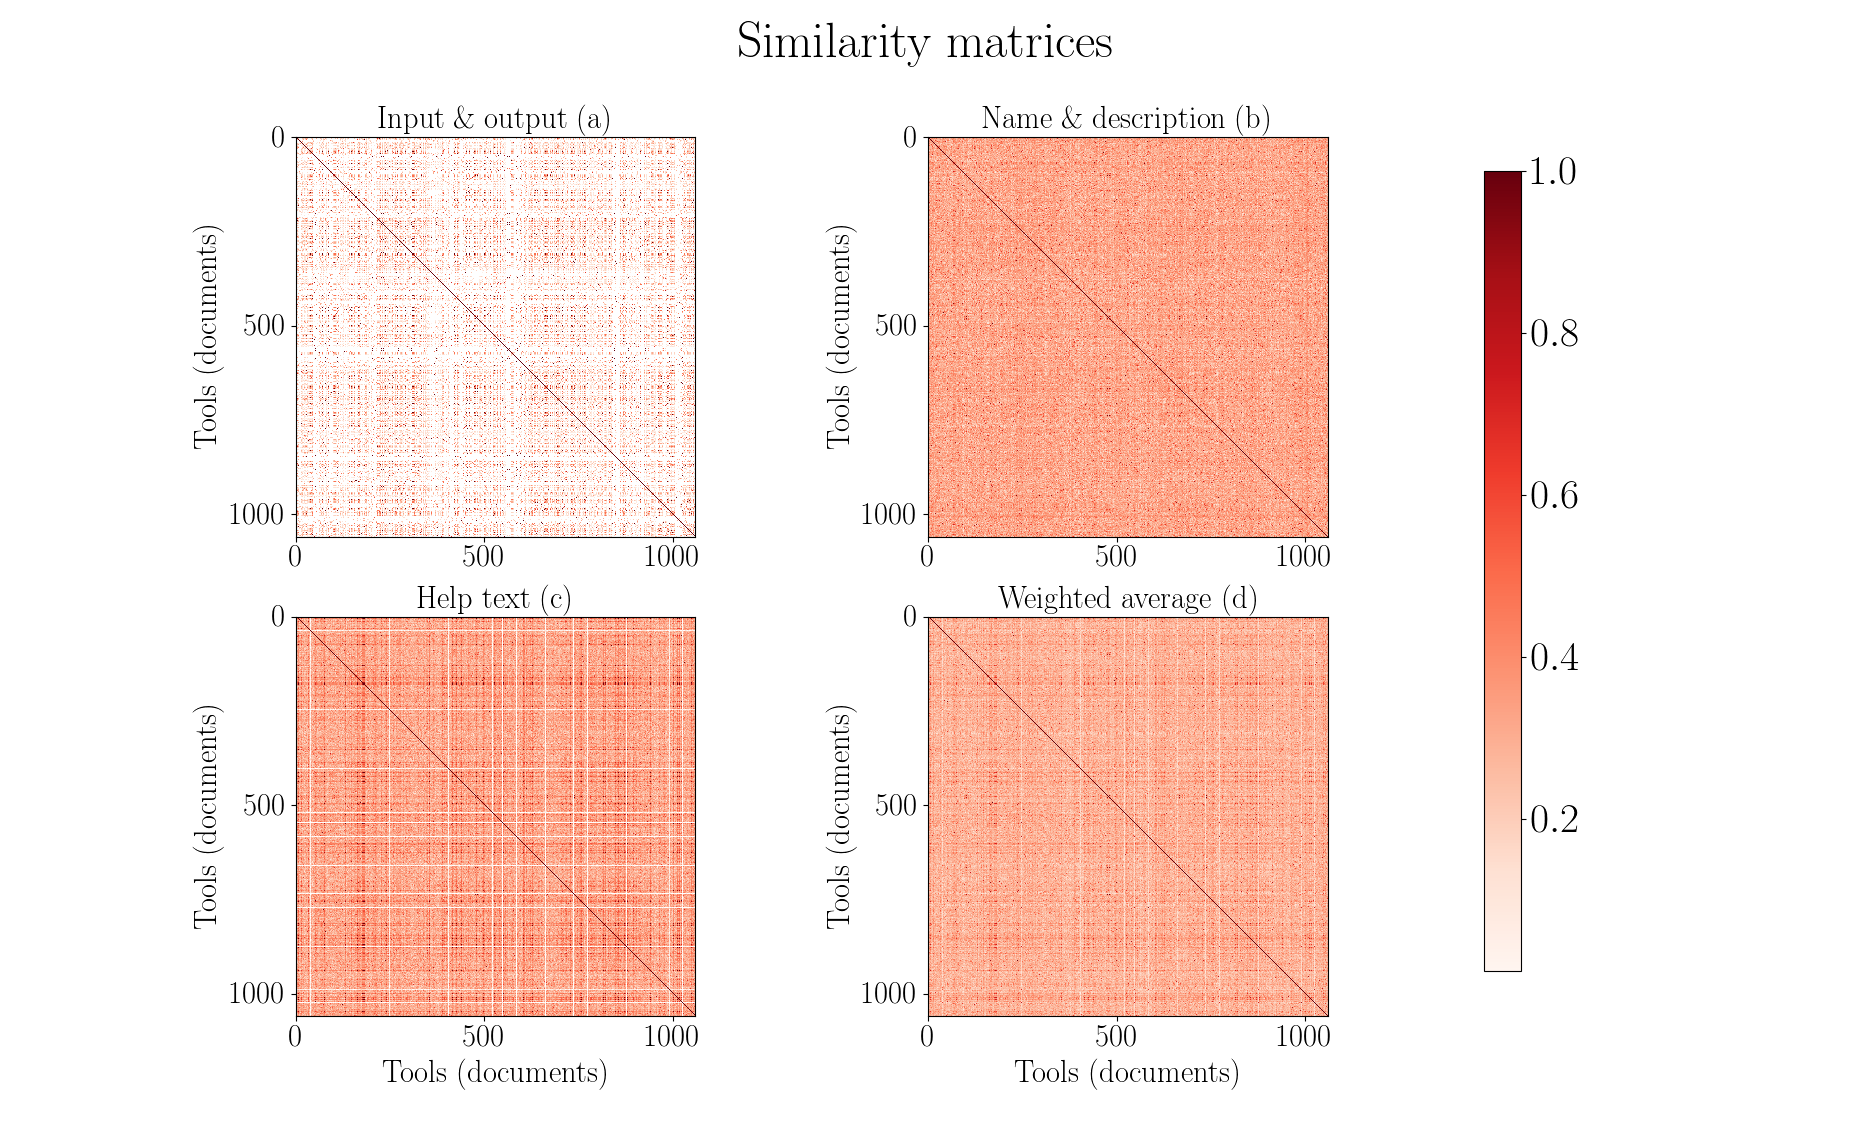 Similarity matrices
Input & output (a)
0
500
1000
Tools (documents)
0 500 1000
Name & description (b)
0
500
1000
Tools (documents)
0 500 1000
Help text (c)
0
500
1000
Tools (documents)
0 500 1000
Tools (documents)
Weighted average (d)
0
500
1000
Tools (documents)
0 500 1000
Tools (documents)
1.0
0.8
0.6
0.4
0.2